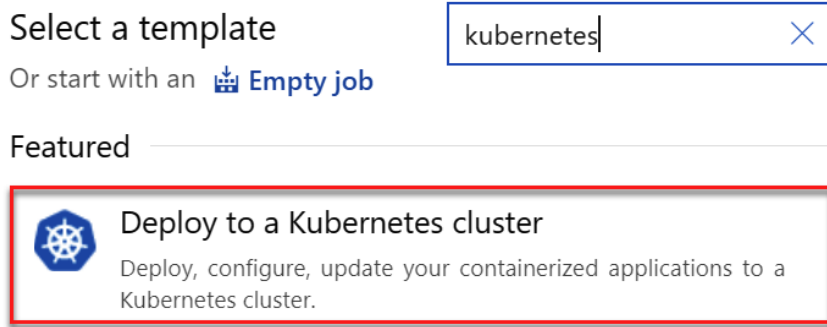 Select a template
kubernetes
Or start with an Empty job
Featured
Deploy to a Kubernetes cluster
Deploy, configure, update your containerized applications to a
Kubernetes cluster.